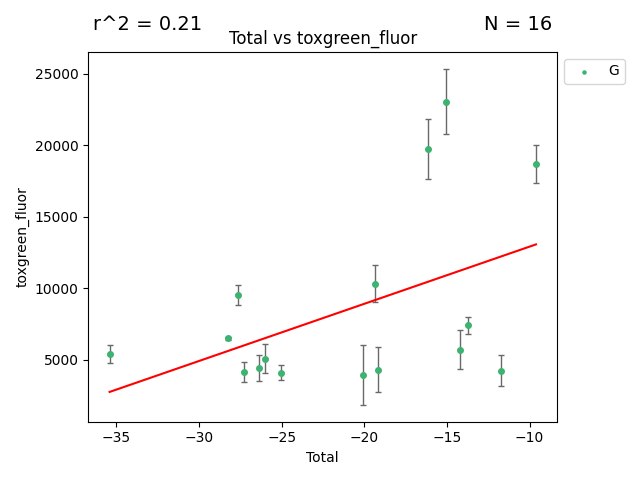 r^2 = 0.21
N = 16
Total vs toxgreen_fluor
G
25000
20000
15000
10000
5000
toxgreen_fluor
−35
−30
−25
−20
−15
−10
Total